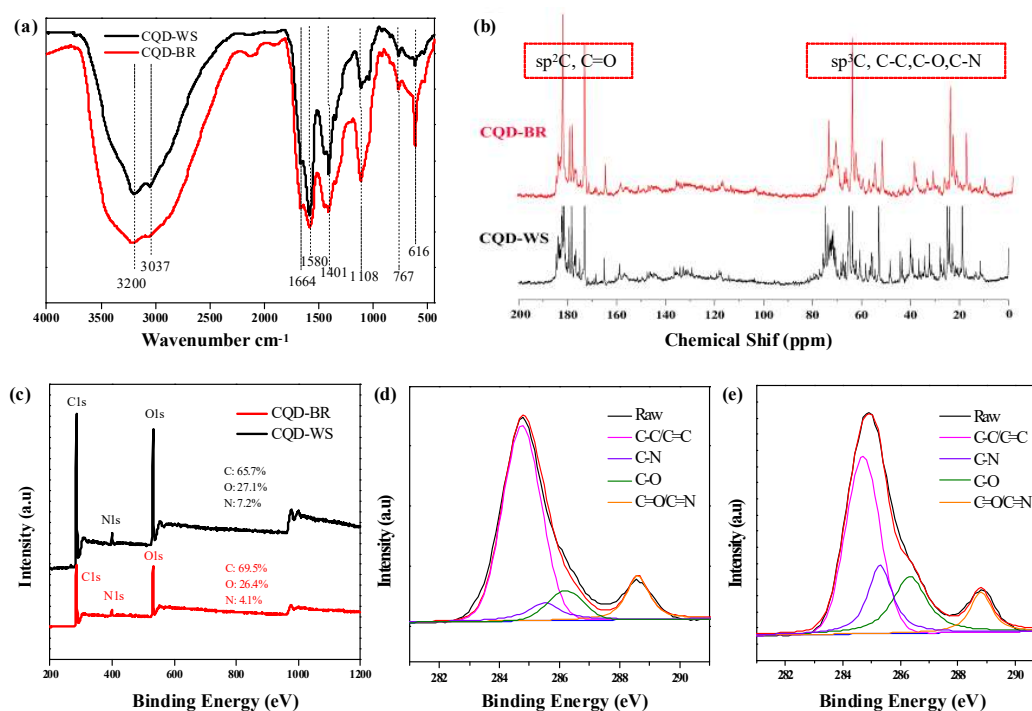 (a)
CQD-WS
CQD-BR
3200
3037
1664
1580
1401
1108
767
616
4000 3500 3000 2500 2000 1500 1000 500
Wavenumber cm-1
(b)
sp2C, C=O
sp3C, C-C,C-O,C-N
CQD-BR
CQD-WS
200 180 160 140 120 100 80 60 40 20 0
Chemical Shif (ppm)
(c)
C1s
O1s
CQD-BR
CQD-WS
C: 65.7%
O: 27.1%
N: 7.2%
N1s
O1s
C1s
N1s
C: 69.5%
O: 26.4%
N: 4.1%
Intensity (a.u)
200 400 600 800 1000 1200
Binding Energy (eV)
(d)
Raw
C-C/C=C
C-N
C-O
C=O/C=N
Intensity (a.u)
282 284 286 288 290
Binding Energy (eV)
(e)
Raw
C-C/C=C
C-N
C-O
C=O/C=N
Intensity (a.u)
282 284 286 288 290
Binding Energy (eV)